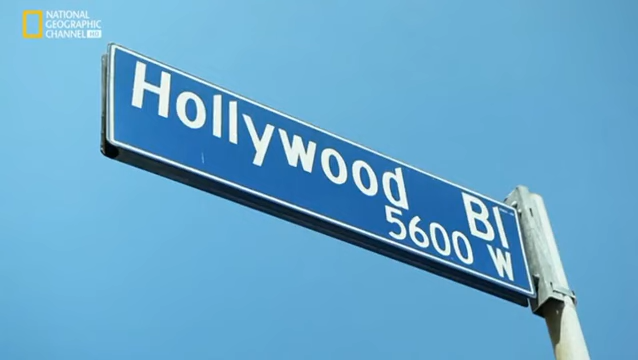 NATIONAL
GEOGRAPHIC
CHANNEL HD
Hollywood Bl
5600 W